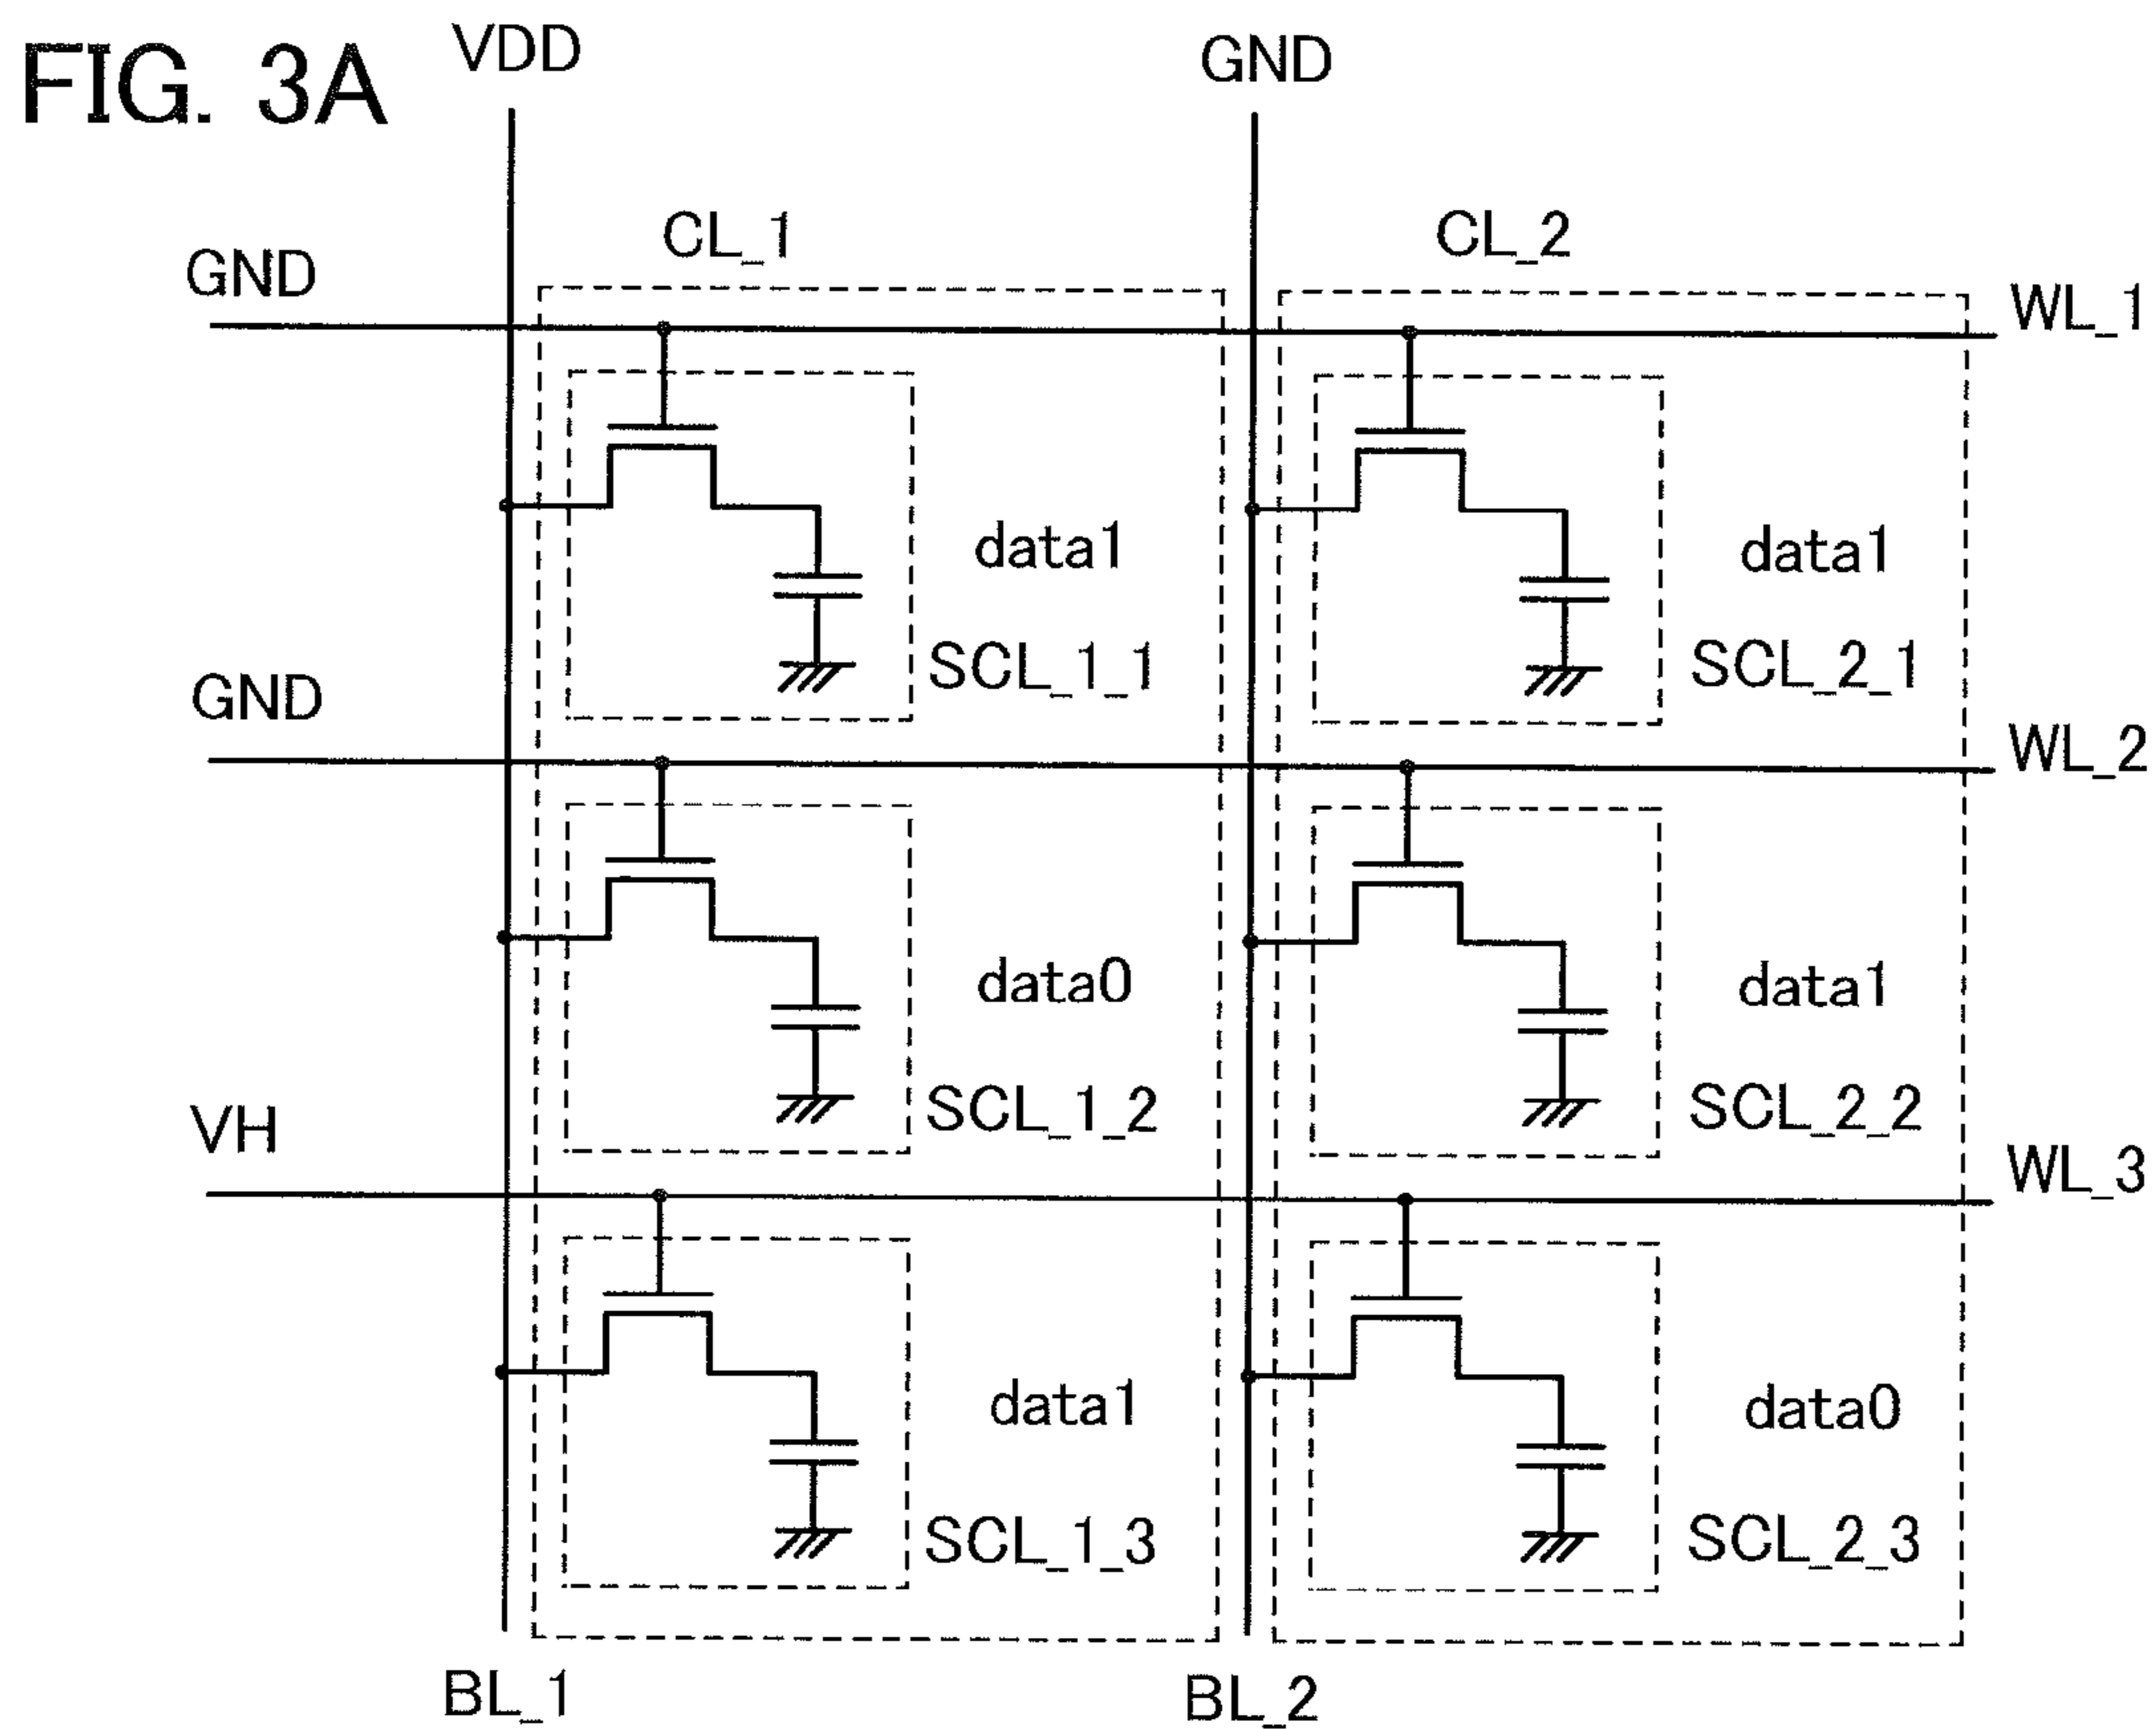 FIG. 3A
VDD
GND
CL_1
CL_2
GND
WL_1
data1
data1
SCL_1_1
SCL_2_1
GND
WL_2
data0
data1
SCL_1_2
SCL_2_2
VH
WL_3
data1
data0
SCL_1_3
SCL_2_3
BL_1
BL_2